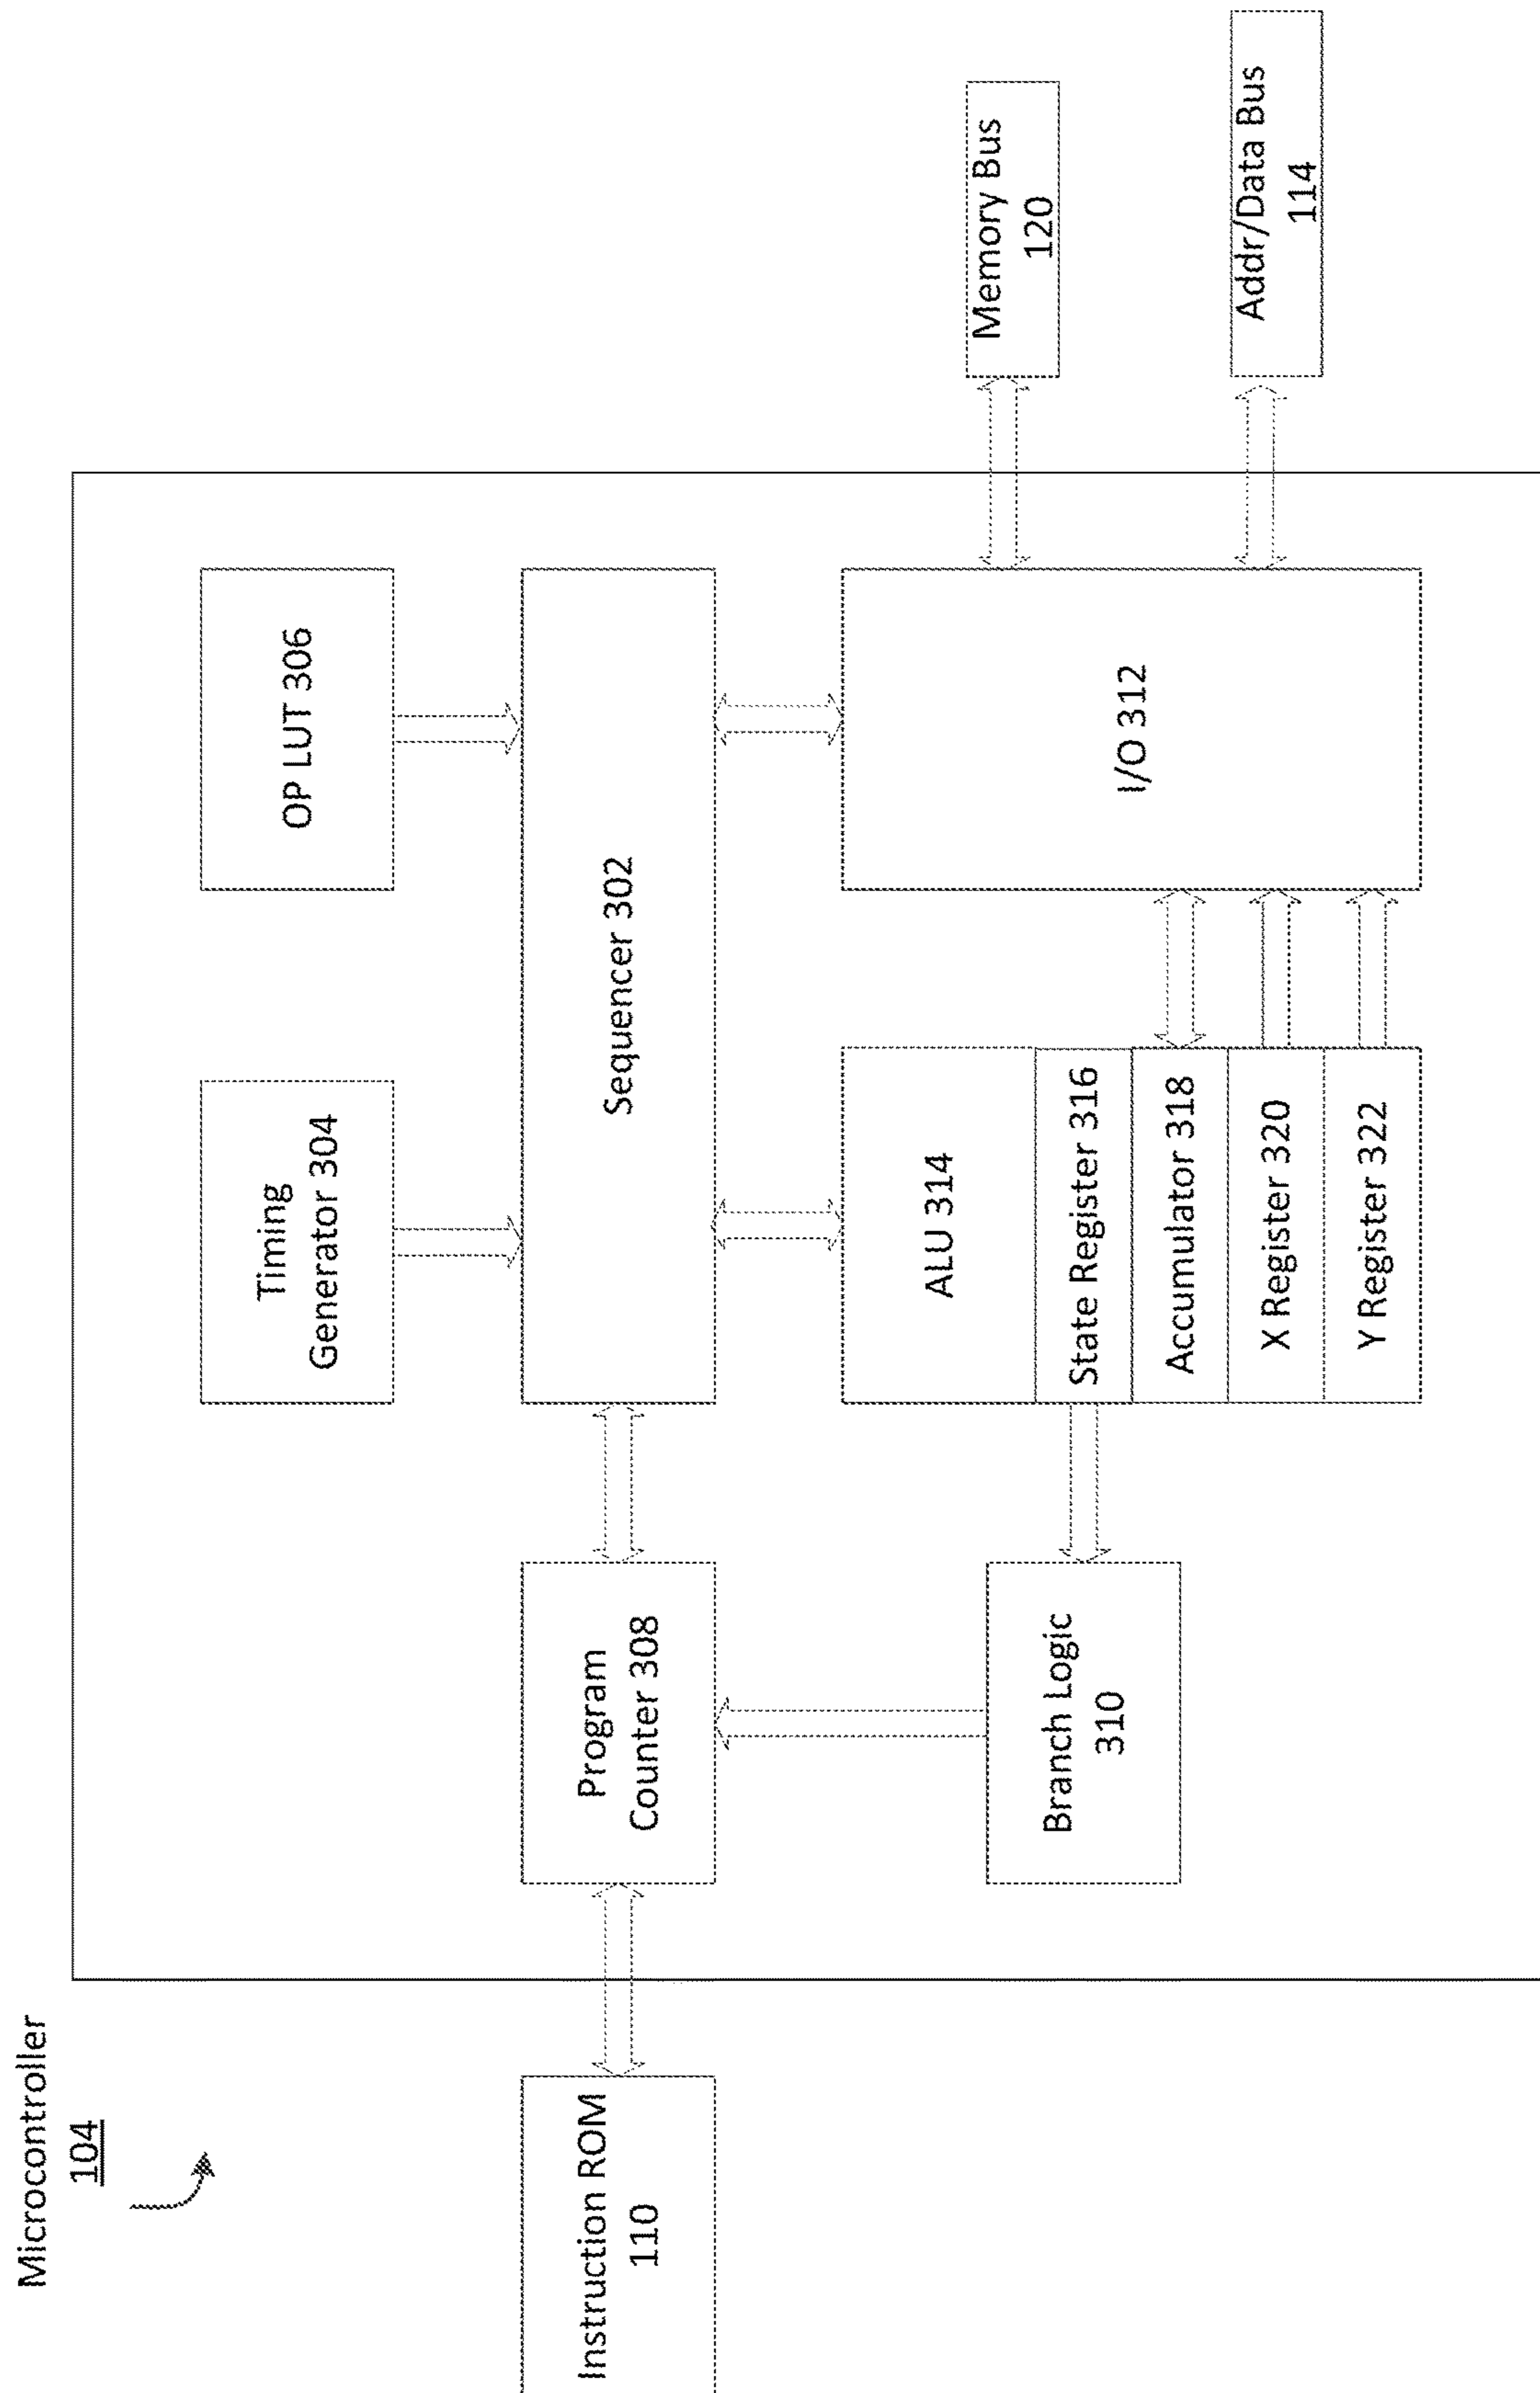 Microcontroller
104
Timing
Generator 304
OP LUT 306
Instruction ROM
110
Program
Counter 308
Sequencer 302
Branch Logic
310
ALU 314
State Register 316
Accumulator 318
X Register 320
Y Register 322
I/O 312
Memory Bus
120
Addr/Data Bus
114